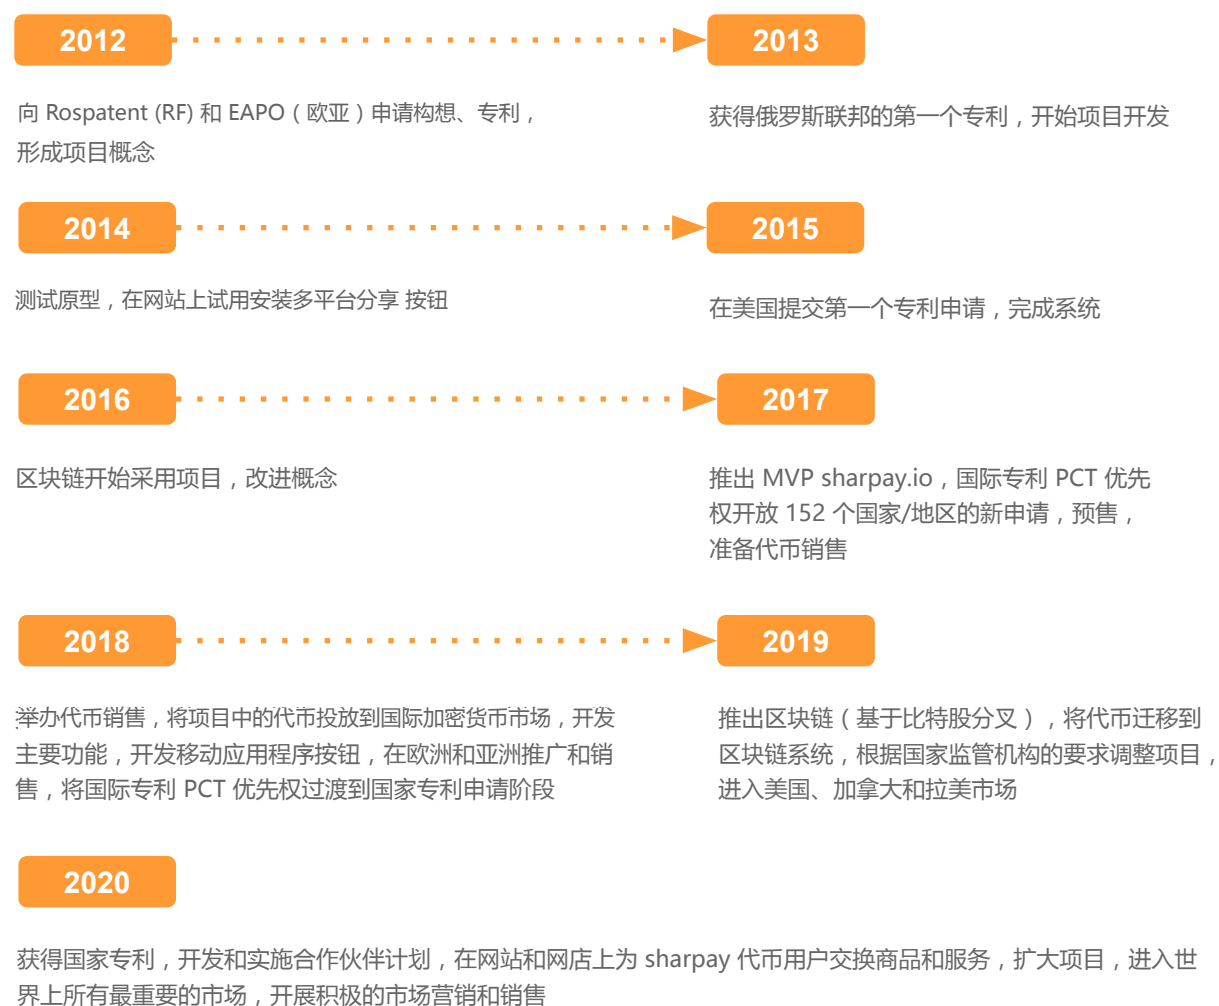 2012
2013
向 Rospatent (RF) 和 EAPO（欧亚）申请构想、专利，
形成项目概念
获得俄罗斯联邦的第一个专利，开始项目开发
2014
2015
测试原型，在网站上试用安装多平台分享 按钮
在美国提交第一个专利申请，完成系统
2016
2017
区块链开始采用项目，改进概念
推出 MVP sharpay.io，国际专利 PCT 优先
权开放 152 个国家/地区的新申请，预售，
准备代币销售
2018
2019
举办代币销售，将项目中的代币投放到国际加密货币市场，开发
主要功能，开发移动应用程序按钮，在欧洲和亚洲推广和销
售，将国际专利 PCT 优先权过渡到国家专利申请阶段
推出区块链（基于比特股分叉），将代币迁移到
区块链系统，根据国家监管机构的要求调整项目，
进入美国、加拿大和拉美市场
2020
获得国家专利，开发和实施合作伙伴计划，在网站和网店上为 sharpay 代币用户交换商品和服务，扩大项目，进入世
界上所有最重要的市场，开展积极的市场营销和销售